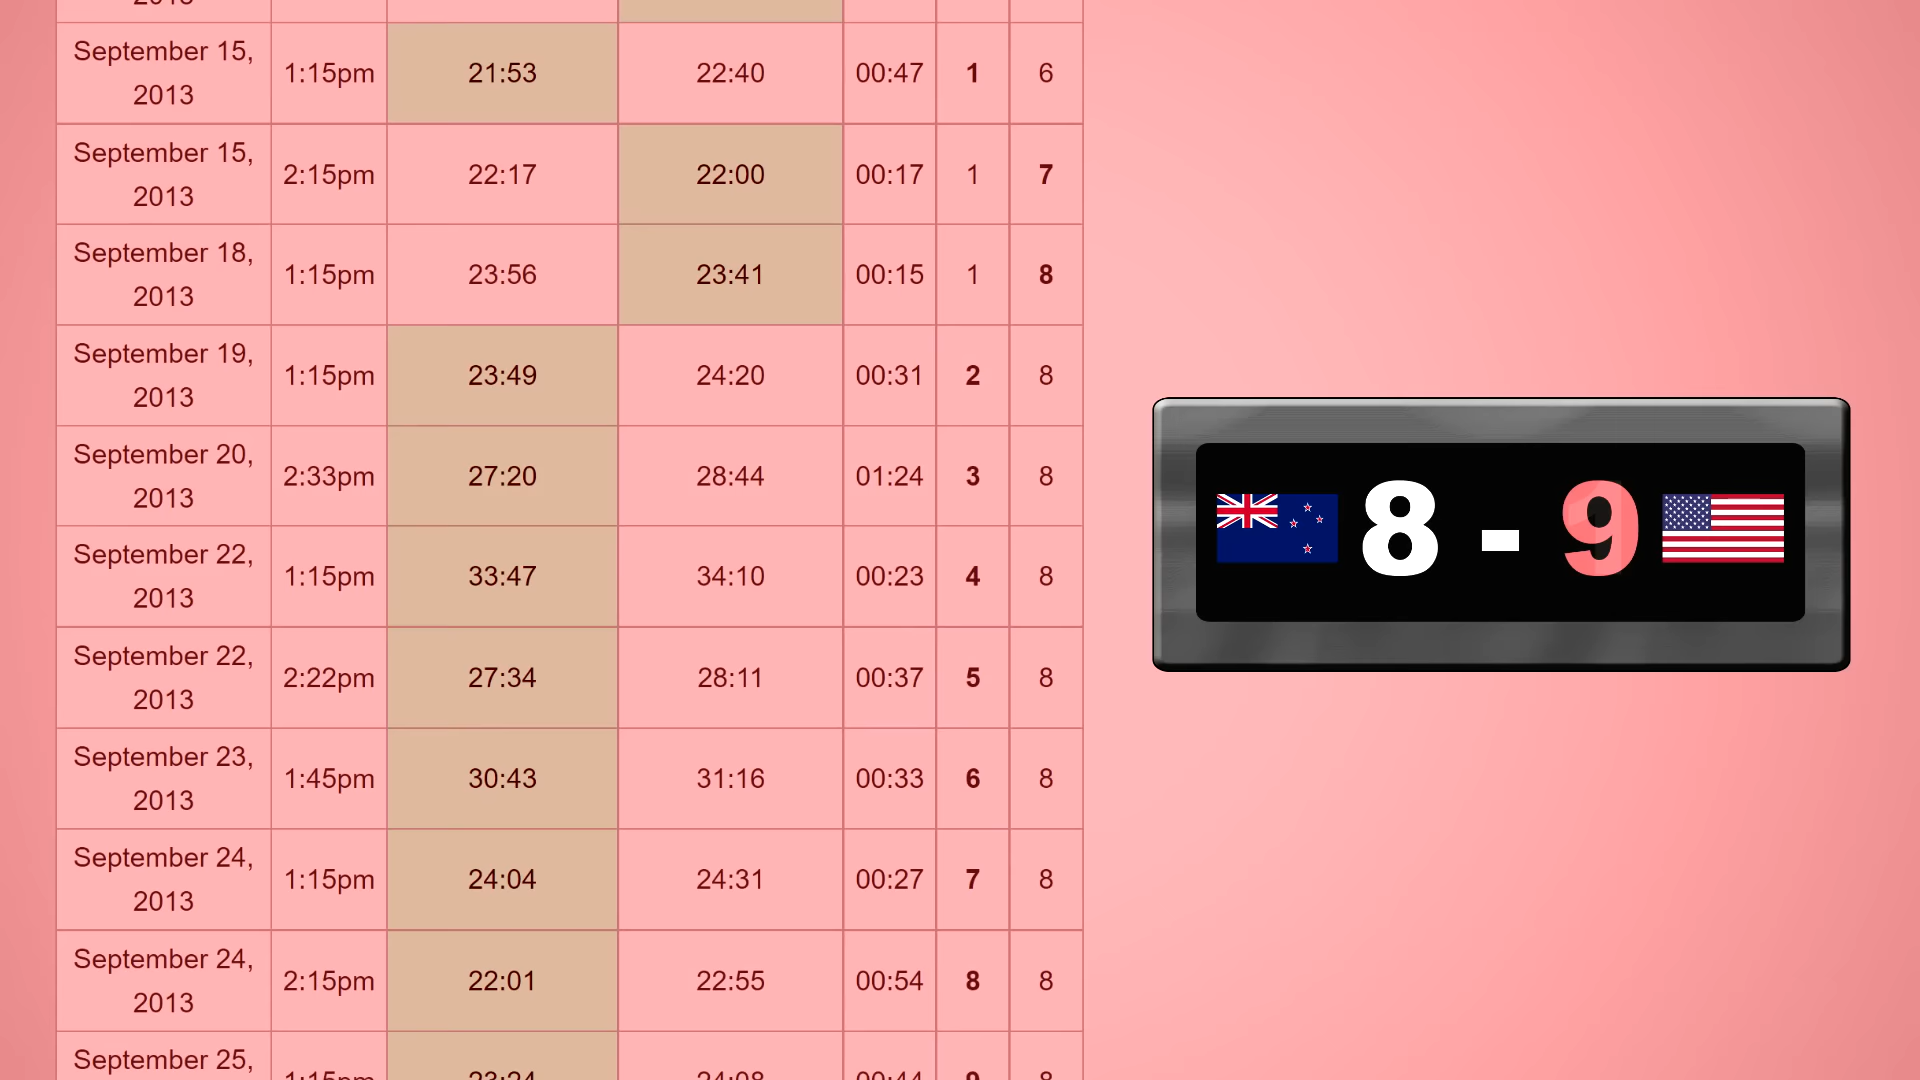 September 15,
2013
1:15pm 21:53 22:40 00:47 1 6
September 15,
2013
2:15pm 22:17 22:00 00:17 1 7
September 18,
2013
1:15pm 23:56 23:41 00:15 1 8
September 19,
2013
1:15pm 23:49 24:20 00:31 2 8
September 20,
2013
2:33pm 27:20 28:44 01:24 3 8
September 22,
2013
1:15pm 33:47 34:10 00:23 4 8
September 22,
2013
2:22pm 27:34 28:11 00:37 5 8
September 23,
2013
1:45pm 30:43 31:16 00:33 6 8
September 24,
2013
1:15pm 24:04 24:31 00:27 7 8
September 24,
2013
2:15pm 22:01 22:55 00:54 8 8
September 25,
8 - 9